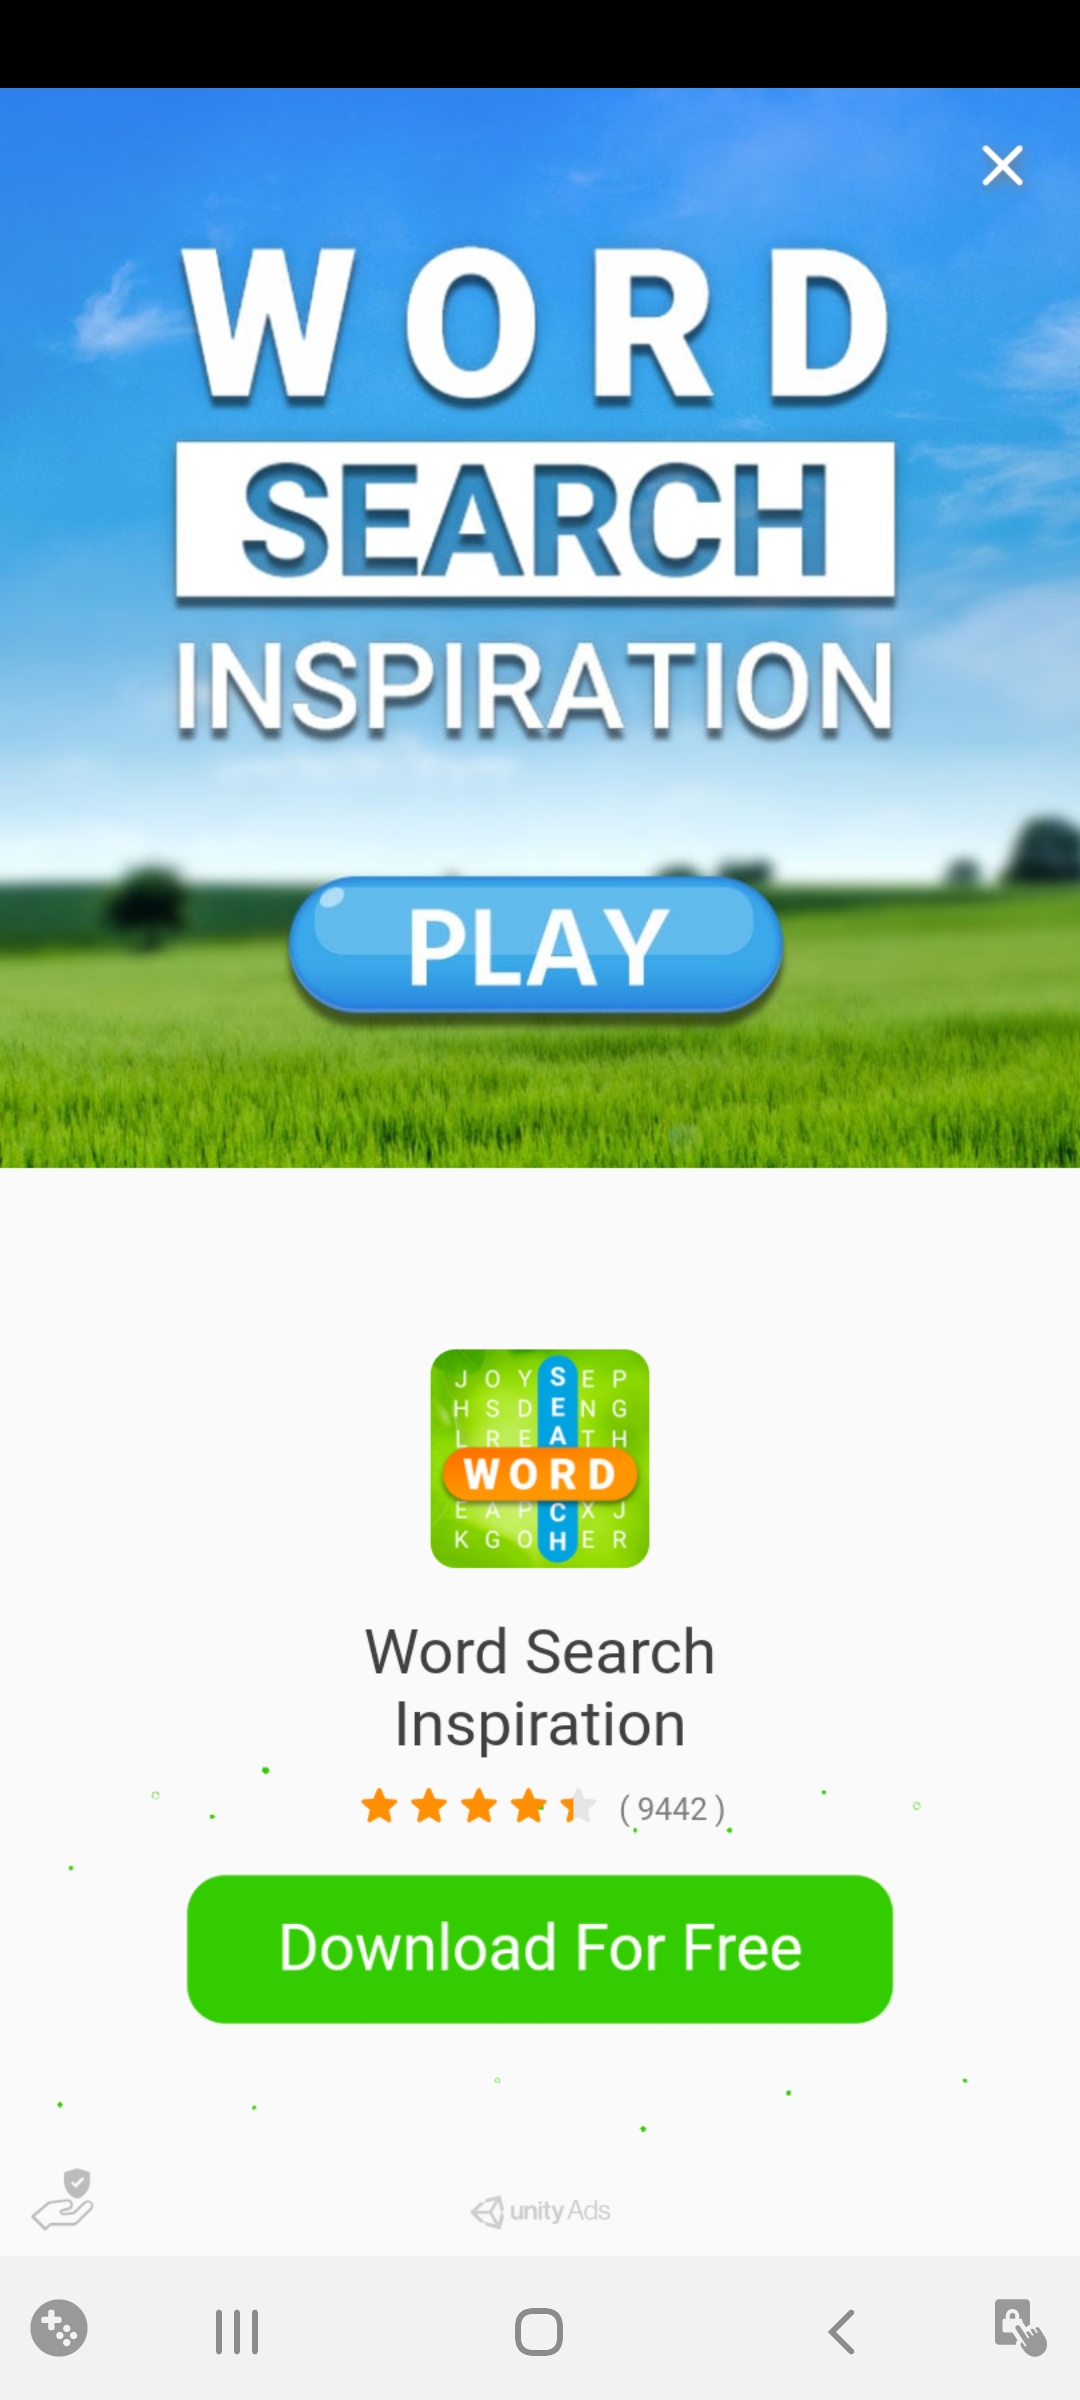 WORD
SEARCH
INSPIRATION
PLAY
J O Y S E P
H S D E N G
L R E A T H
WORD
E A P C X J
K G O H E R
Word Search
Inspiration
( 9442 )
Download For Free
unity Ads